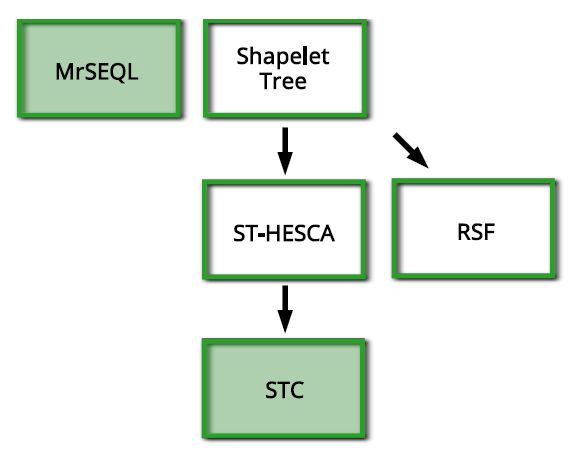 MrSEQL
Shapelet
Tree
ST-HESCA
RSF
STC